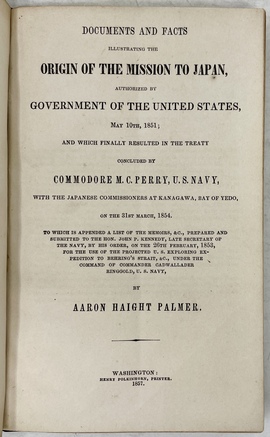 DOCUMENTS AND FACTS
ILLUSTRATING THE
ORIGIN OF THE MISSION TO JAPAN,
AUTHORIZED BY
GOVERNMENT OF THE UNITED STATES,
MAY 10TH, 1851;
AND WHICH FINALLY RESULTED IN THE TREATY
CONCLUDED BY
COMMODORE M. C. PERRY, U. S. NAVY,
WITH THE JAPANESE COMMISSIONERS AT KANAGAWA, BAY OF YEDO,
ON THE 31ST MARCH, 1854.
TO WHICH IS APPENDED A LIST OF THE MEMOIRS, &C., PREPARED AND
SUBMITTED TO THE HON. JOHN P. KENNEDY, LATE SECRETARY OF
THE NAVY, BY HIS ORDER, ON THE 26TH FEBRUARY, 1853,
FOR THE USE OF THE PROJECTED U. S. EXPLORING EX-
PEDITION TO BEHRING'S STRAIT, &C., UNDER THE
COMMAND OF COMMANDER CADWALLADER
RINGGOLD, U. S. NAVY,
BY
AARON HAIGHT PALMER.
WASHINGTON:
HENRY POLKINHORN, PRINTER.
1857.